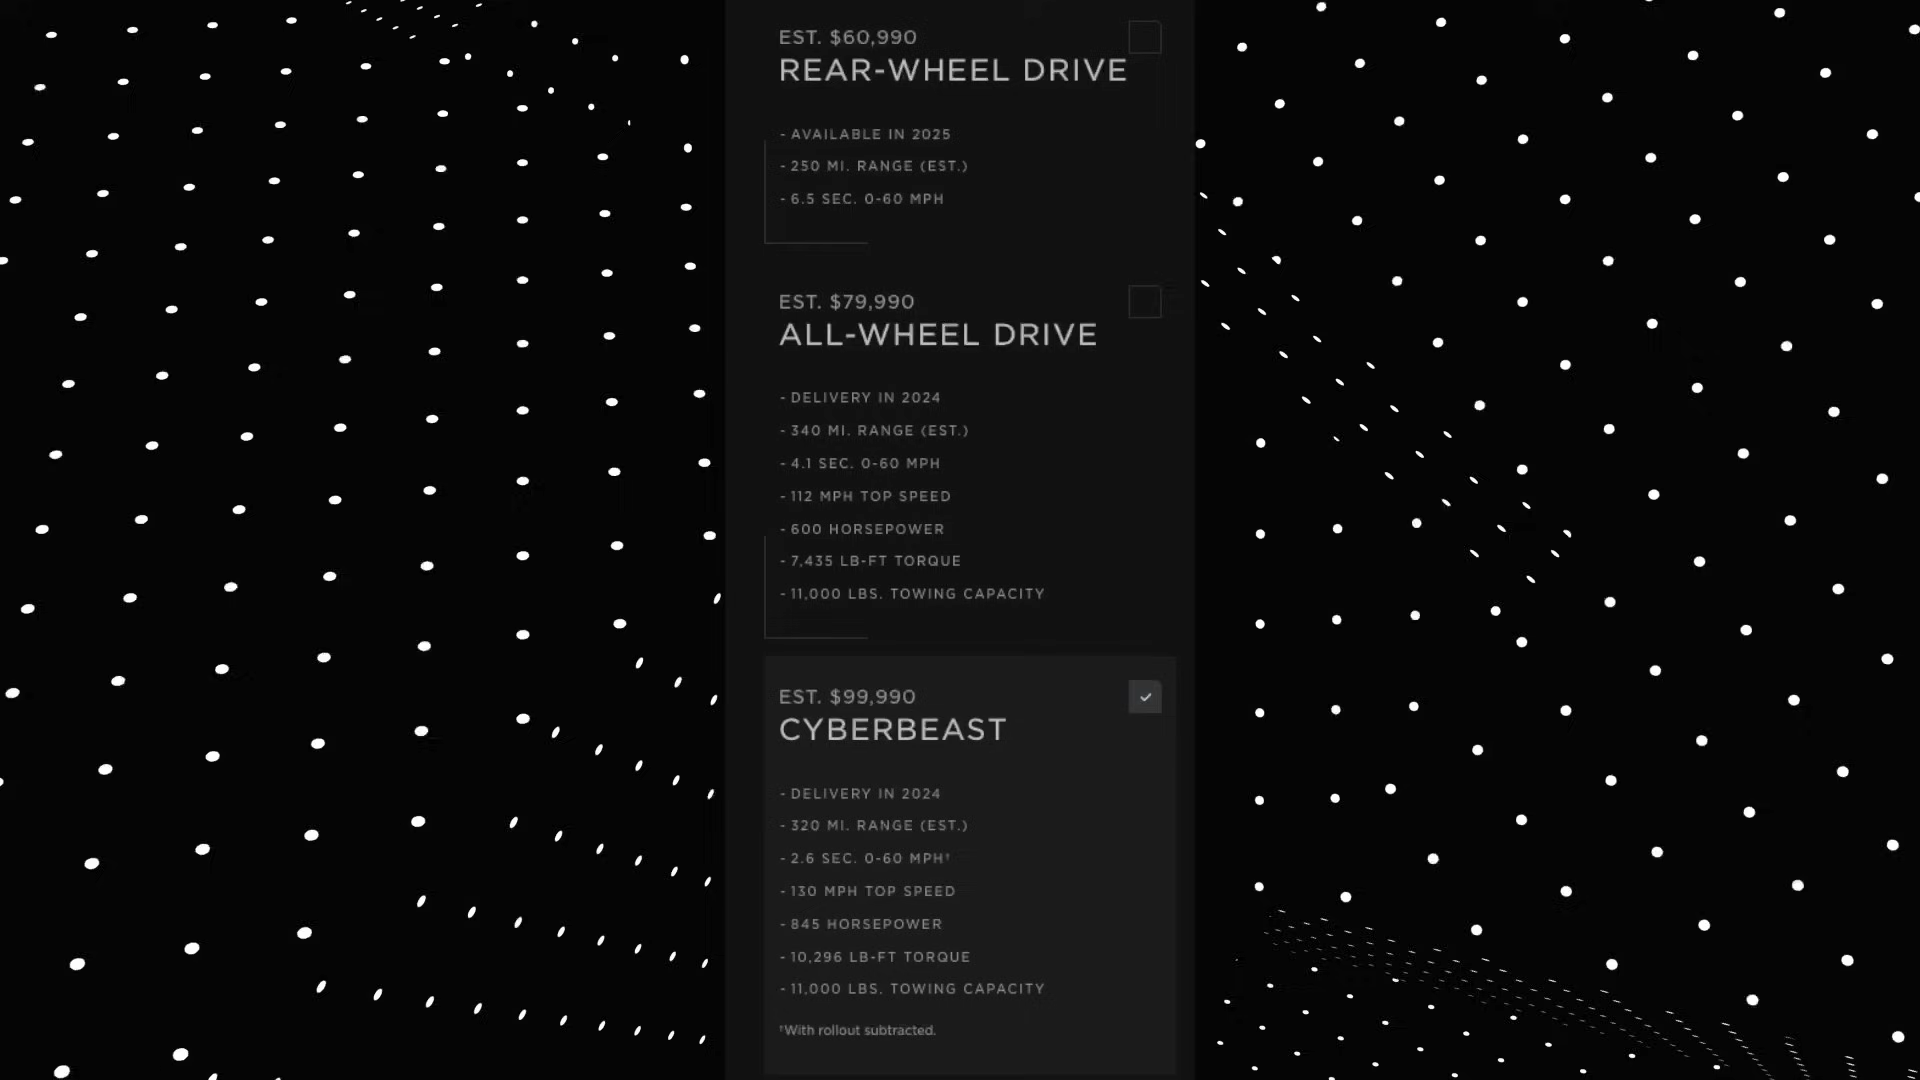 EST. $60,990
REAR-WHEEL DRIVE
- AVAILABLE IN 2025
- 250 MI. RANGE (EST.)
- 6.5 SEC. 0-60 MPH
EST. $79,990
ALL-WHEEL DRIVE
- DELIVERY IN 2024
- 340 MI. RANGE (EST.)
- 4.1 SEC. 0-60 MPH
- 112 MPH TOP SPEED
- 600 HORSEPOWER
- 7,435 LB-FT TORQUE
- 11,000 LBS. TOWING CAPACITY
EST. $99,990
CYBERBEAST
- DELIVERY IN 2024
- 320 MI. RANGE (EST.)
- 2.6 SEC. 0-60 MPH†
- 130 MPH TOP SPEED
- 845 HORSEPOWER
- 10,296 LB-FT TORQUE
- 11,000 LBS. TOWING CAPACITY
†With rollout subtracted.